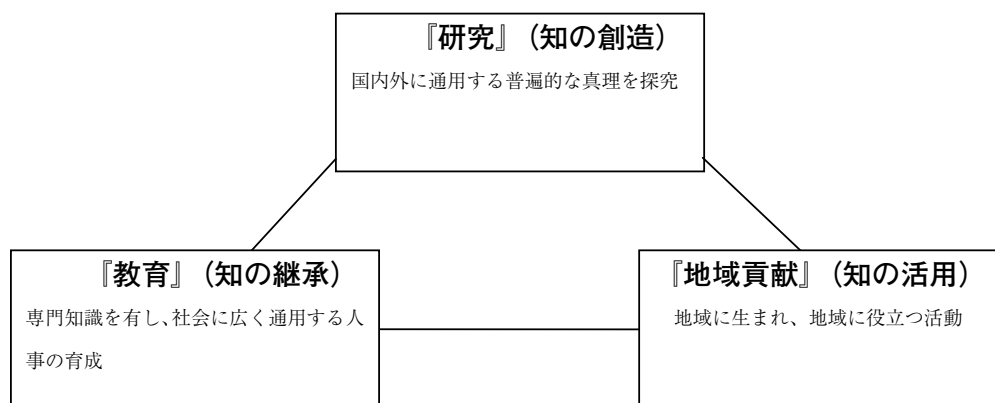 『研究』（知の創造）
国内外に通用する普遍的な真理を探究
『教育』（知の継承）
専門知識を有し、社会に広く通用する人
事の育成
『地域貢献』（知の活用）
地域に生まれ、地域に役立つ活動